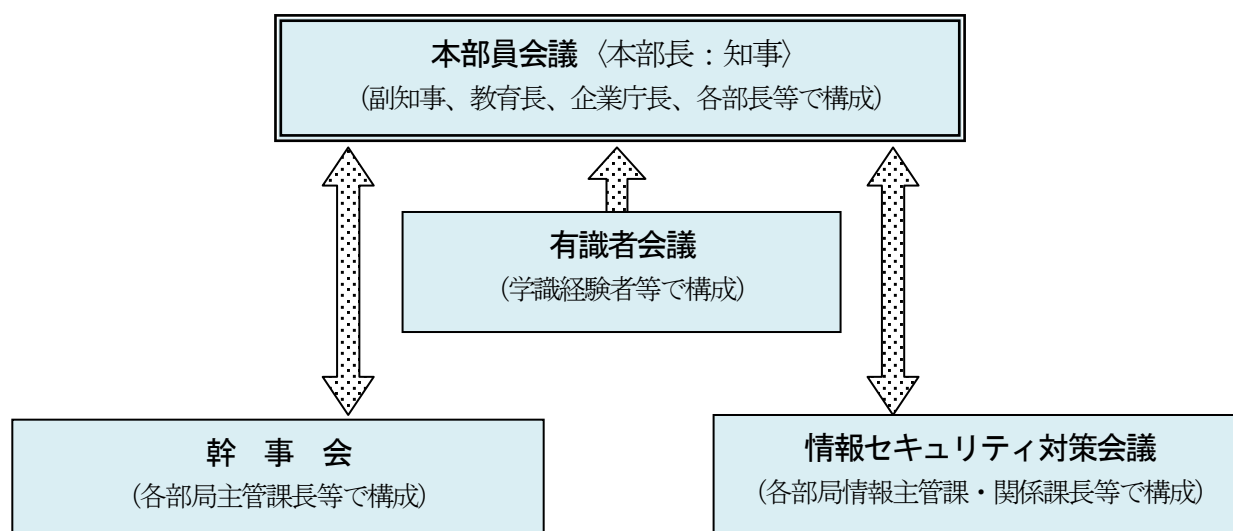 本部員会議〈本部長：知事〉
(副知事、教育長、企業庁長、各部長等で構成)
有識者会議
(学識経験者等で構成)
幹　事　会
(各部局主管課長等で構成)
情報セキュリティ対策会議
(各部局情報主管課・関係課長等で構成)